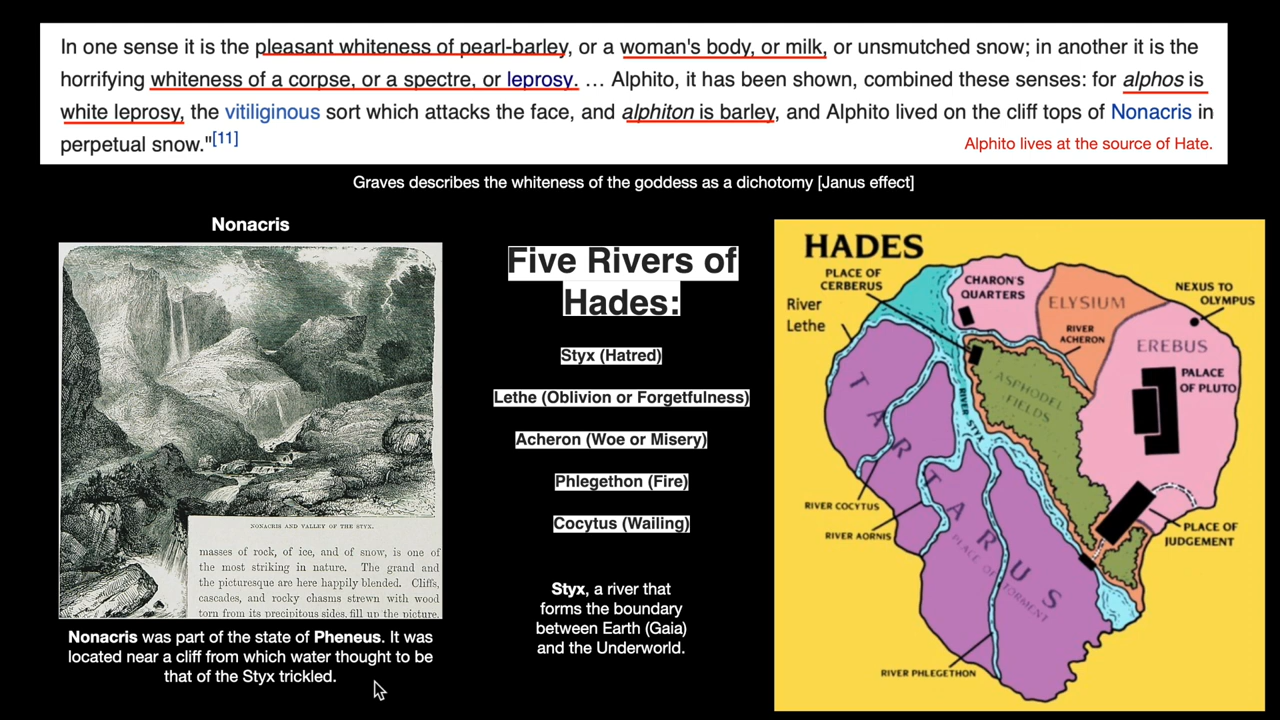 In one sense it is the pleasant whiteness of pearl-barley, or a woman's body, or milk, or unsmutched snow; in another it is the
horrifying whiteness of a corpse, or a spectre, or leprosy. … Alphito, it has been shown, combined these senses: for alphos is
white leprosy, the vitiliginous sort which attacks the face, and alphiton is barley, and Alphito lived on the cliff tops of Nonacris in
perpetual snow."[11]
Alphito lives at the source of Hate.
Graves describes the whiteness of the goddess as a dichotomy [Janus effect]
Nonacris
NONACRIS AND VALLEY OF THE STYX.
masses of rock, of ice, and of snow, is one of
the most striking in nature. The grand and
the picturesque are here happily blended. Cliffs,
cascades, and rocky chasms strewn with wood
torn from its precipitous sides, fill up the picture.
Nonacris was part of the state of Pheneus. It was
located near a cliff from which water thought to be
that of the Styx trickled.
Five Rivers of
Hades:
Styx (Hatred)
Lethe (Oblivion or Forgetfulness)
Acheron (Woe or Misery)
Phlegethon (Fire)
Cocytus (Wailing)
Styx, a river that
forms the boundary
between Earth (Gaia)
and the Underworld.
HADES
PLACE OF
CERBERUS
River
Lethe
CHARON'S
QUARTERS
ELYSIUM
NEXUS TO
OLYMPUS
RIVER
ACHERON
EREBUS
PALACE
OF PLUTO
ASPHODEL
FIELDS
RIVER STYX
TARTARUS
PLACE OF TORMENT
RIVER COCYTUS
RIVER AORNIS
PLACE OF
JUDGEMENT
RIVER PHLEGETHON